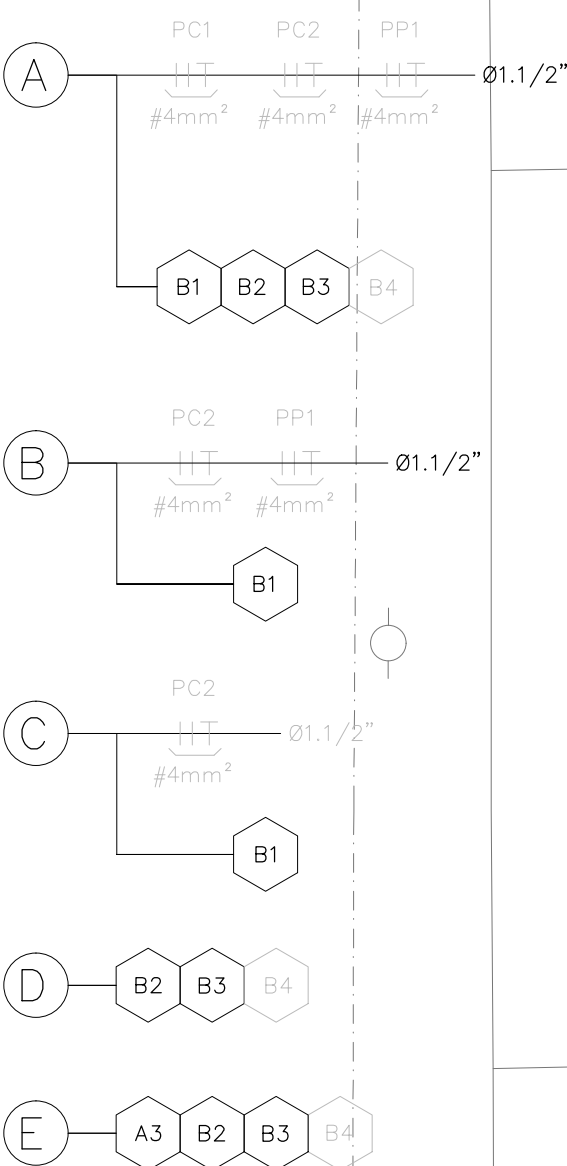 PC1 PC2 PP1
A Ø1.1/2”
#4mm² #4mm² #4mm²
B1 B2 B3 B4
PC2 PP1
B Ø1.1/2”
#4mm² #4mm²
B1
PC2
C Ø1.1/2”
#4mm²
B1
D B2 B3 B4
E A3 B2 B3 B4